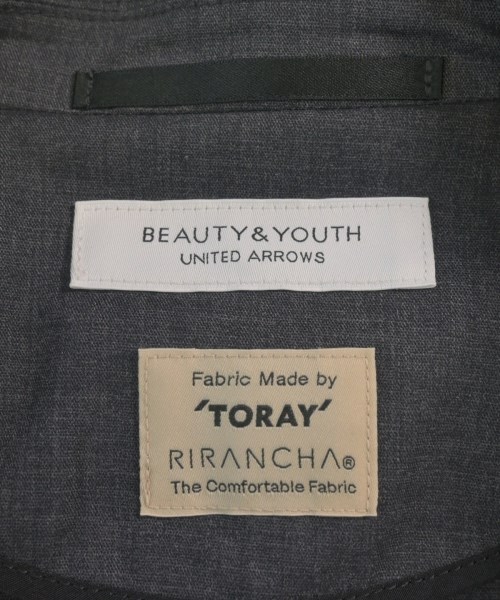 BEAUTY&YOUTH
UNITED ARROWS
Fabric Made by
'TORAY'
RIRANCHA®
The Comfortable Fabric